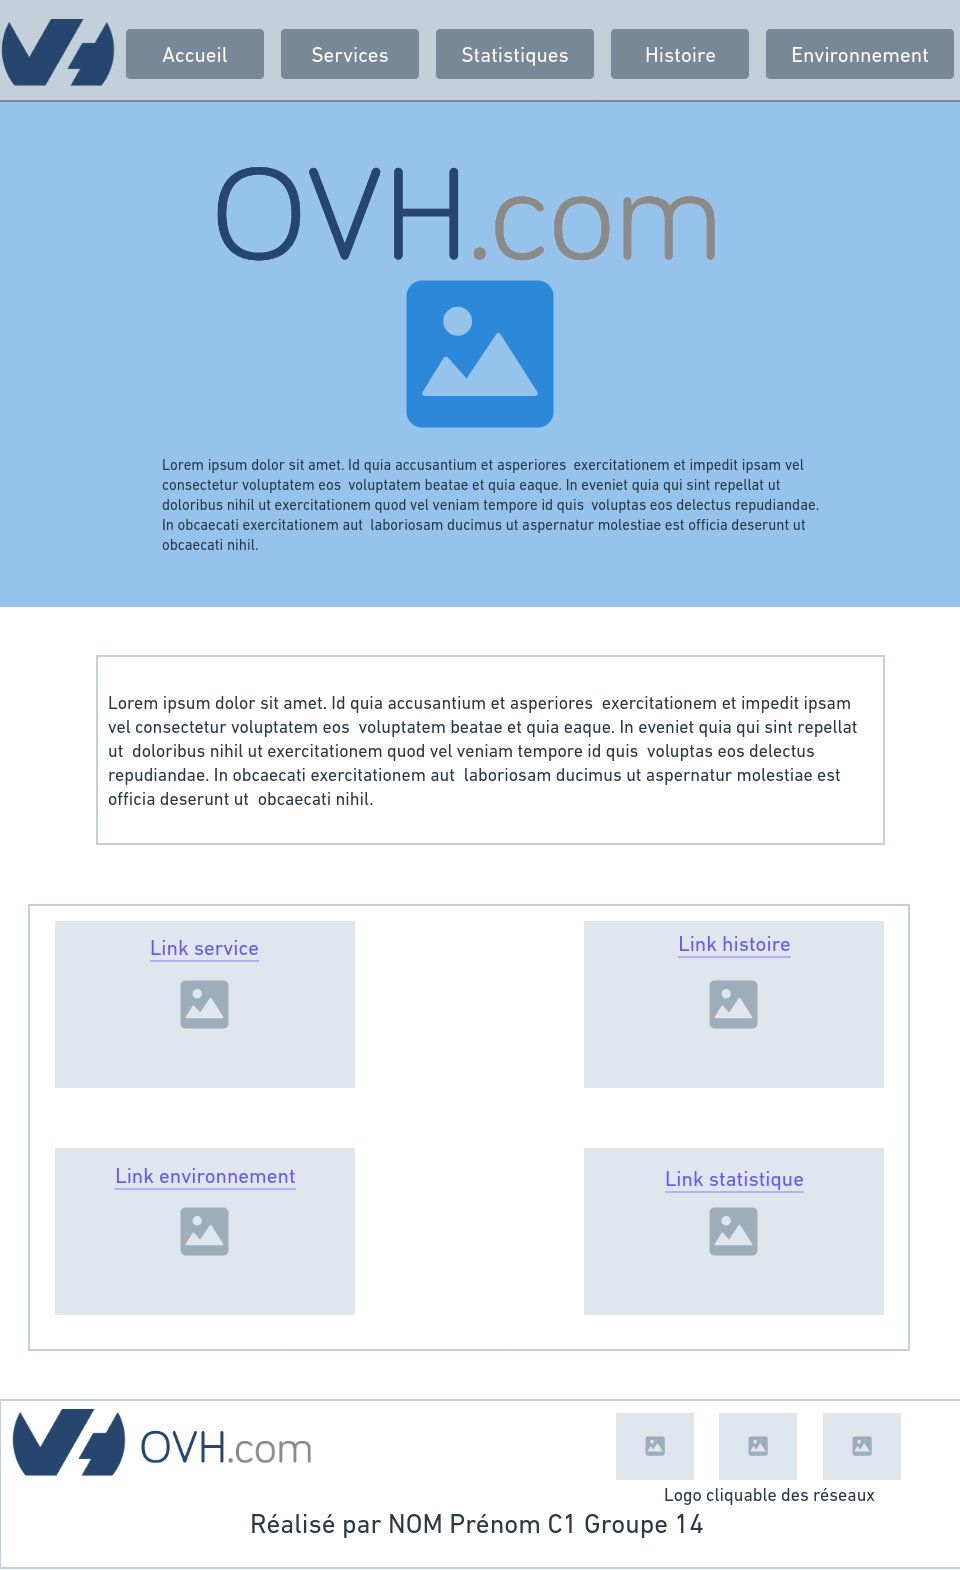 Accueil Services Statistiques Histoire Environnement
OVH.com
Lorem ipsum dolor sit amet. Id quia accusantium et asperiores  exercitationem et impedit ipsam vel
consectetur voluptatem eos  voluptatem beatae et quia eaque. In eveniet quia qui sint repellat ut
doloribus nihil ut exercitationem quod vel veniam tempore id quis  voluptas eos delectus repudiandae.
In obcaecati exercitationem aut  laboriosam ducimus ut aspernatur molestiae est officia deserunt ut
obcaecati nihil.
Lorem ipsum dolor sit amet. Id quia accusantium et asperiores  exercitationem et impedit ipsam
vel consectetur voluptatem eos  voluptatem beatae et quia eaque. In eveniet quia qui sint repellat
ut  doloribus nihil ut exercitationem quod vel veniam tempore id quis  voluptas eos delectus
repudiandae. In obcaecati exercitationem aut  laboriosam ducimus ut aspernatur molestiae est
officia deserunt ut  obcaecati nihil.
Link service
Link histoire
Link environnement
Link statistique
OVH.com
Logo cliquable des réseaux
Réalisé par NOM Prénom C1 Groupe 14